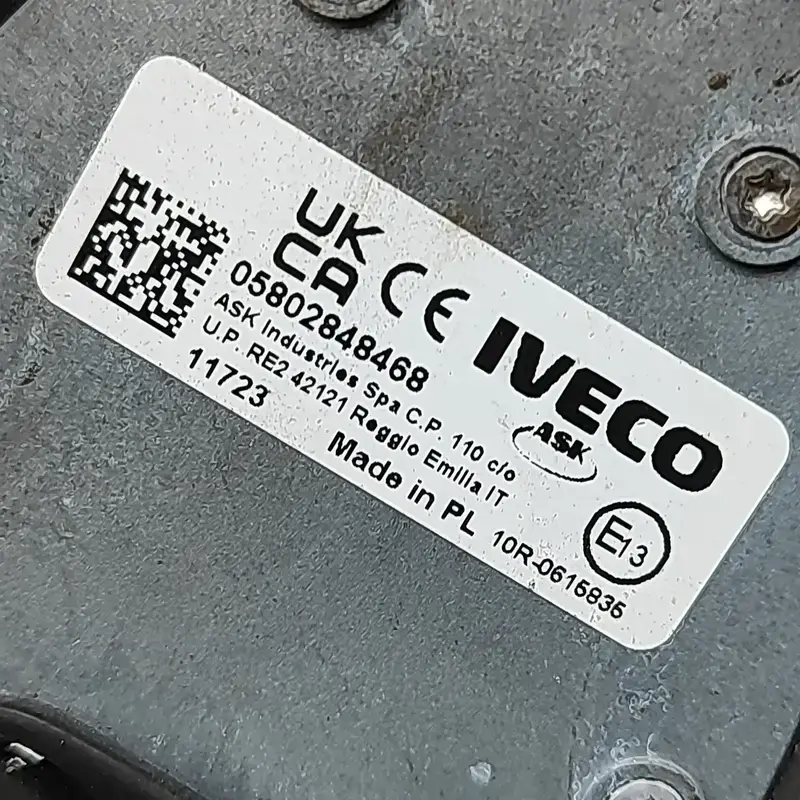 UK
CA
CE
IVECO
05802848468
ASK Industries Spa C.P. 110 c/o
U.P. RE2 42121 Reggio Emilia IT
ASK
11723
Made in PL
10R-0615835
E13